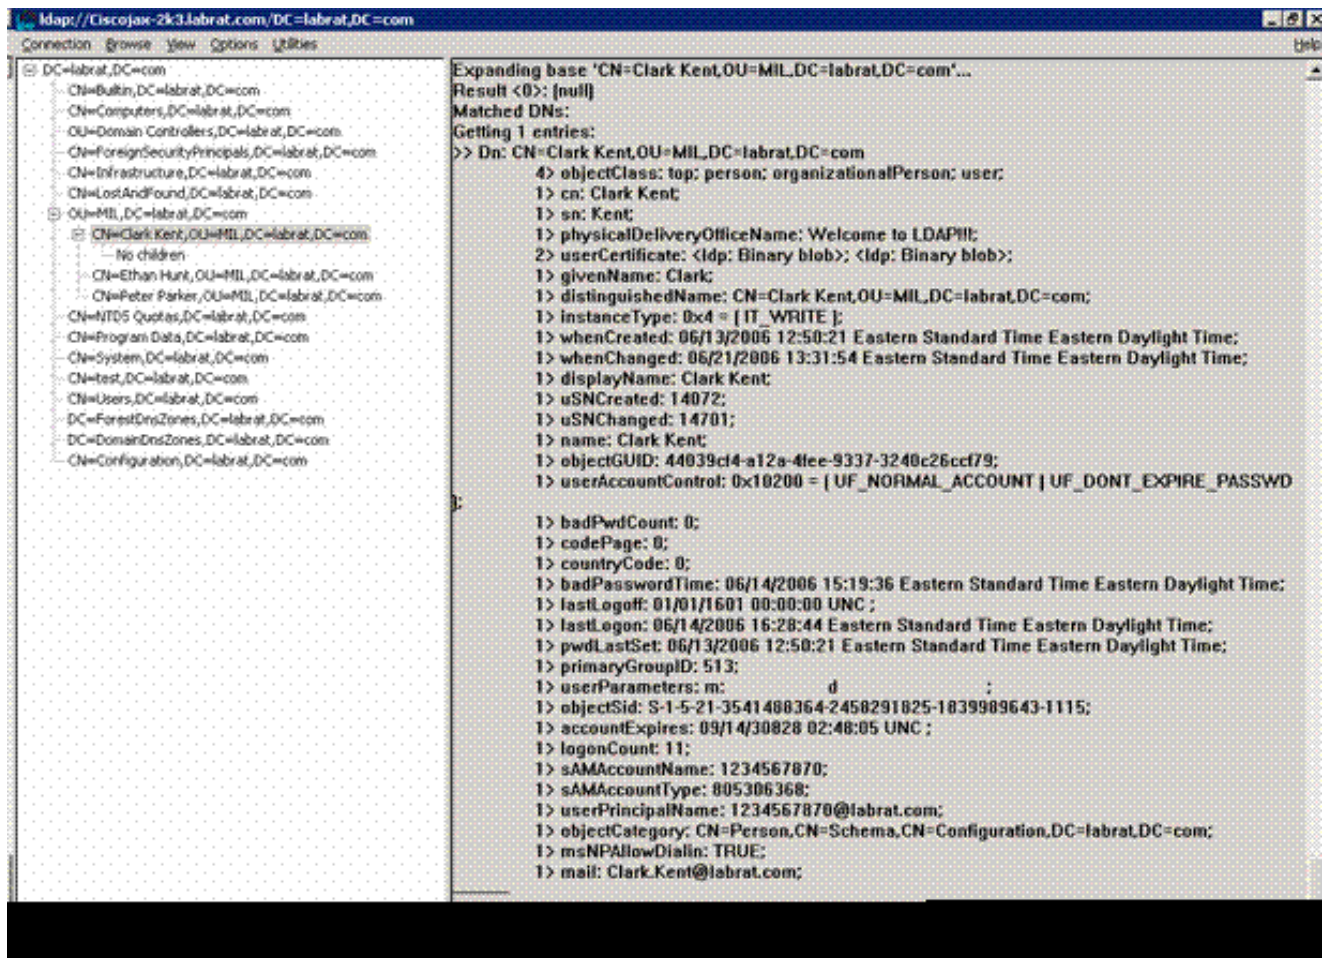 ldap://Ciscojax-2k3.labrat.com/DC=labrat,DC=com
Connection Browse View Options Utilities Help
DC=labrat,DC=com
CN=Builtin,DC=labrat,DC=com
CN=Computers,DC=labrat,DC=com
OU=Domain Controllers,DC=labrat,DC=com
CN=ForeignSecurityPrincipals,DC=labrat,DC=com
CN=Infrastructure,DC=labrat,DC=com
CN=LostAndFound,DC=labrat,DC=com
OU=MIL,DC=labrat,DC=com
CN=Clark Kent,OU=MIL,DC=labrat,DC=com
No children
CN=Ethan Hunt,OU=MIL,DC=labrat,DC=com
CN=Peter Parker,OU=MIL,DC=labrat,DC=com
CN=NTDS Quotas,DC=labrat,DC=com
CN=Program Data,DC=labrat,DC=com
CN=System,DC=labrat,DC=com
CN=test,DC=labrat,DC=com
CN=Users,DC=labrat,DC=com
DC=ForestDnsZones,DC=labrat,DC=com
DC=DomainDnsZones,DC=labrat,DC=com
CN=Configuration,DC=labrat,DC=com
Expanding base 'CN=Clark Kent,OU=MIL,DC=labrat,DC=com'...
Result <0>: (null)
Matched DNs:
Getting 1 entries:
>> Dn: CN=Clark Kent,OU=MIL,DC=labrat,DC=com
4> objectClass: top; person; organizationalPerson; user;
1> cn: Clark Kent;
1> sn: Kent;
1> physicalDeliveryOfficeName: Welcome to LDAP!!!;
2> userCertificate: <ldp: Binary blob>; <ldp: Binary blob>;
1> givenName: Clark;
1> distinguishedName: CN=Clark Kent,OU=MIL,DC=labrat,DC=com;
1> instanceType: 0x4 = ( IT_WRITE );
1> whenCreated: 06/13/2006 12:50:21 Eastern Standard Time Eastern Daylight Time;
1> whenChanged: 06/21/2006 13:31:54 Eastern Standard Time Eastern Daylight Time;
1> displayName: Clark Kent;
1> uSNCreated: 14072;
1> uSNChanged: 14701;
1> name: Clark Kent;
1> objectGUID: 44039cf4-a12a-4fee-9337-3240c26ccf79;
1> userAccountControl: 0x10200 = ( UF_NORMAL_ACCOUNT | UF_DONT_EXPIRE_PASSWD
);
1> badPwdCount: 0;
1> codePage: 0;
1> countryCode: 0;
1> badPasswordTime: 06/14/2006 15:19:36 Eastern Standard Time Eastern Daylight Time;
1> lastLogoff: 01/01/1601 00:00:00 UNC ;
1> lastLogon: 06/14/2006 16:28:44 Eastern Standard Time Eastern Daylight Time;
1> pwdLastSet: 06/13/2006 12:50:21 Eastern Standard Time Eastern Daylight Time;
1> primaryGroupID: 513;
1> userParameters: m: d ;
1> objectSid: S-1-5-21-3541488364-2458291825-1839989643-1115;
1> accountExpires: 09/14/30828 02:48:05 UNC ;
1> logonCount: 11;
1> sAMAccountName: 1234567870;
1> sAMAccountType: 805306368;
1> userPrincipalName: 1234567870@labrat.com;
1> objectCategory: CN=Person,CN=Schema,CN=Configuration,DC=labrat,DC=com;
1> msNPAllowDialin: TRUE;
1> mail: Clark.Kent@labrat.com;